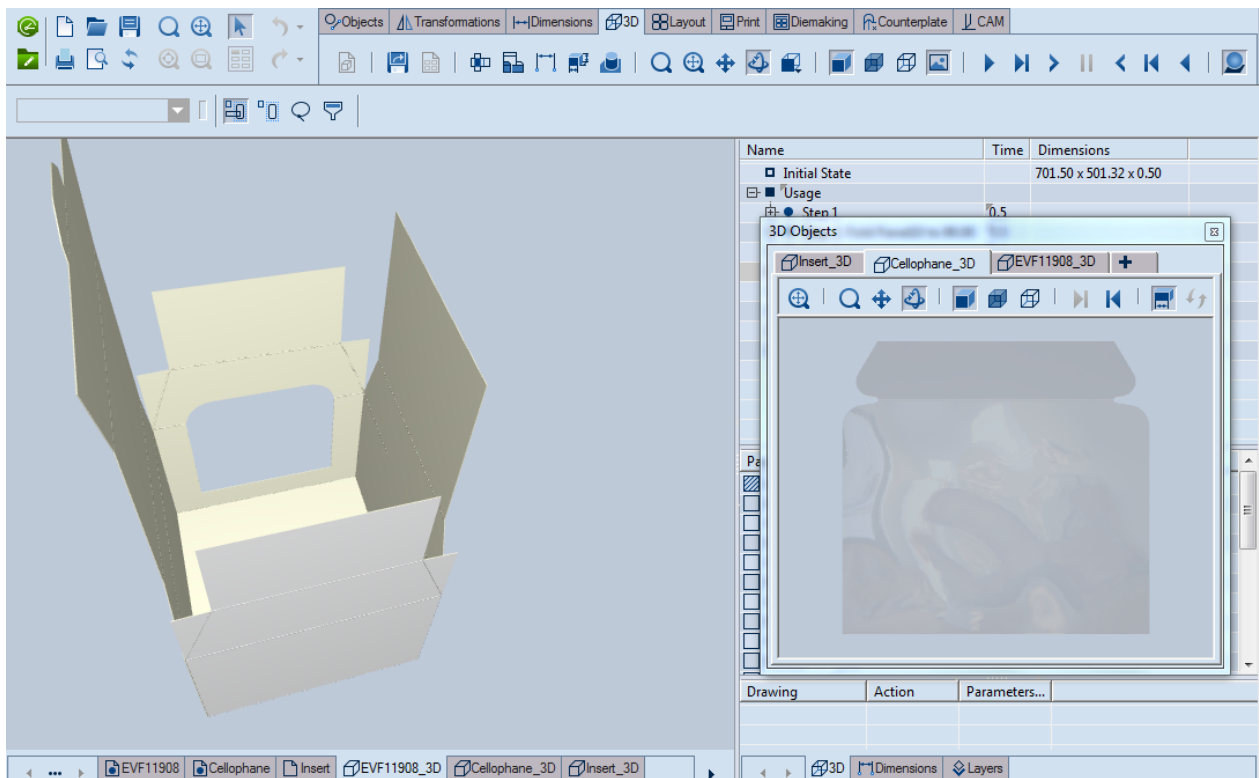 Objects Transformations Dimensions 3D Layout Print Diemaking Counterplate CAM
Name Time Dimensions
Initial State 701.50 x 501.32 x 0.50
Usage
Step 1 0.5
3D Objects
Insert_3D Cellophane_3D EVF11908_3D
Pa
Drawing Action Parameters...
EVF11908 Cellophane Insert EVF11908_3D Cellophane_3D Insert_3D
3D Dimensions Layers